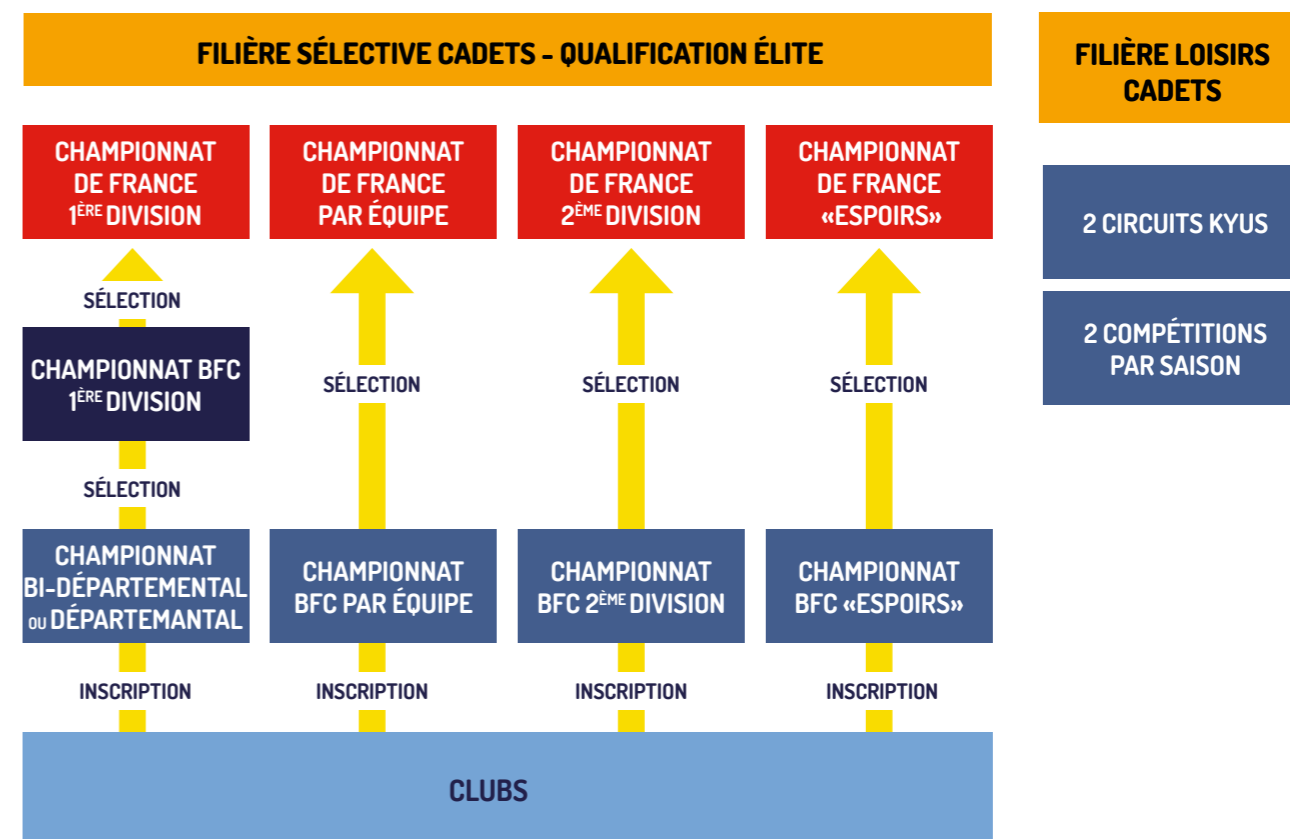 FILIÈRE SÉLECTIVE CADETS - QUALIFICATION ÉLITE
CHAMPIONNAT
DE FRANCE
1ÈRE DIVISION
CHAMPIONNAT
DE FRANCE
PAR ÉQUIPE
CHAMPIONNAT
DE FRANCE
2ÈME DIVISION
CHAMPIONNAT
DE FRANCE
«ESPOIRS»
SÉLECTION
CHAMPIONNAT BFC
1ÈRE DIVISION
SÉLECTION
SÉLECTION
SÉLECTION
SÉLECTION
CHAMPIONNAT
BI-DÉPARTEMENTAL
OU DÉPARTEMANTAL
CHAMPIONNAT
BFC PAR ÉQUIPE
CHAMPIONNAT
BFC 2ÈME DIVISION
CHAMPIONNAT
BFC «ESPOIRS»
INSCRIPTION
INSCRIPTION
INSCRIPTION
INSCRIPTION
CLUBS
FILIÈRE LOISIRS
CADETS
2 CIRCUITS KYUS
2 COMPÉTITIONS
PAR SAISON